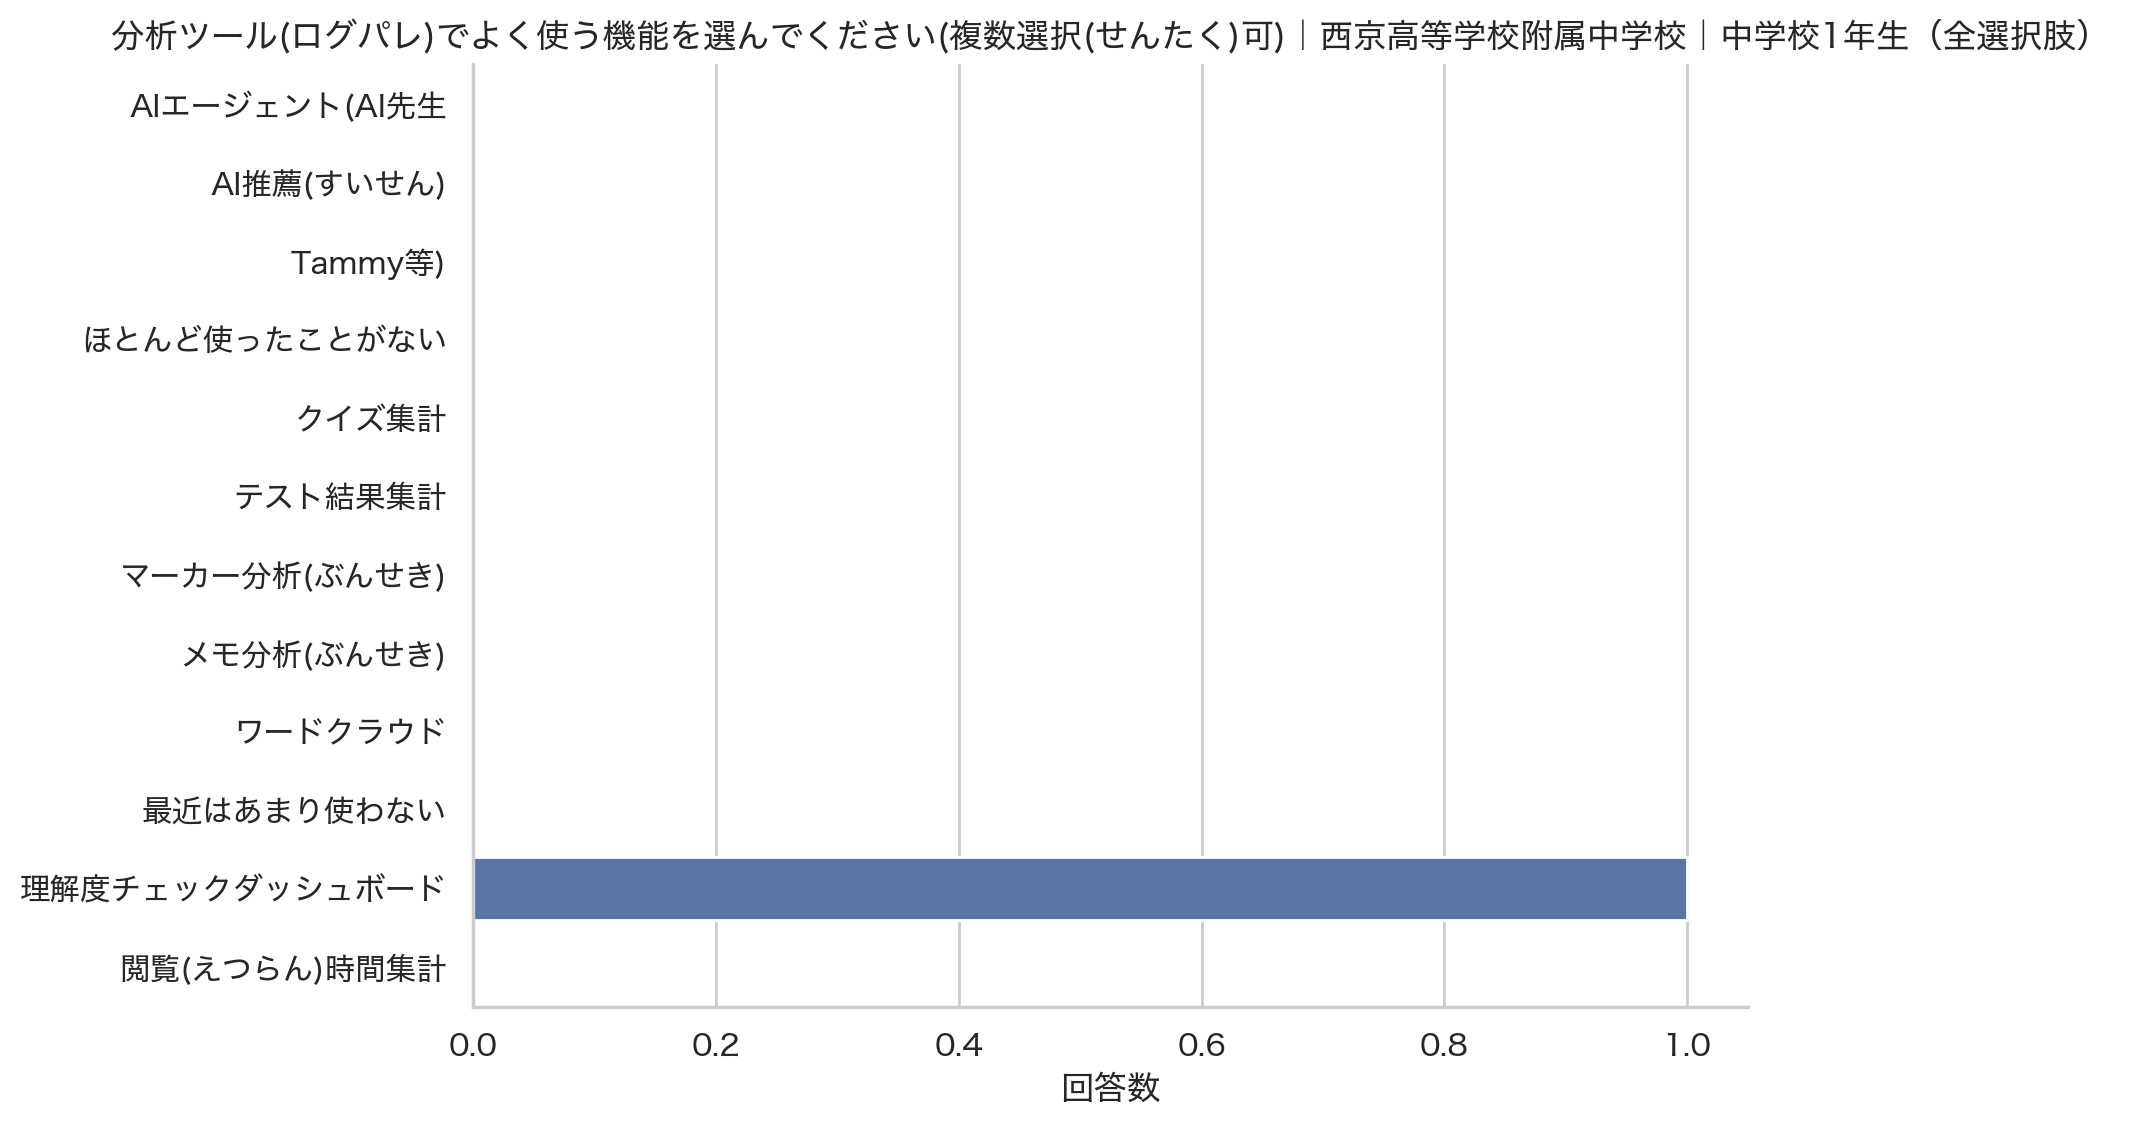 分析ツール(ログパレ)でよく使う機能を選んでください(複数選択(せんたく)可)｜西京高等学校附属中学校｜中学校1年生（全選択肢）
AIエージェント(AI先生
AI推薦(すいせん)
Tammy等)
ほとんど使ったことがない
クイズ集計
テスト結果集計
マーカー分析(ぶんせき)
メモ分析(ぶんせき)
ワードクラウド
最近はあまり使わない
理解度チェックダッシュボード
閲覧(えつらん)時間集計
0.0 0.2 0.4 0.6 0.8 1.0
回答数